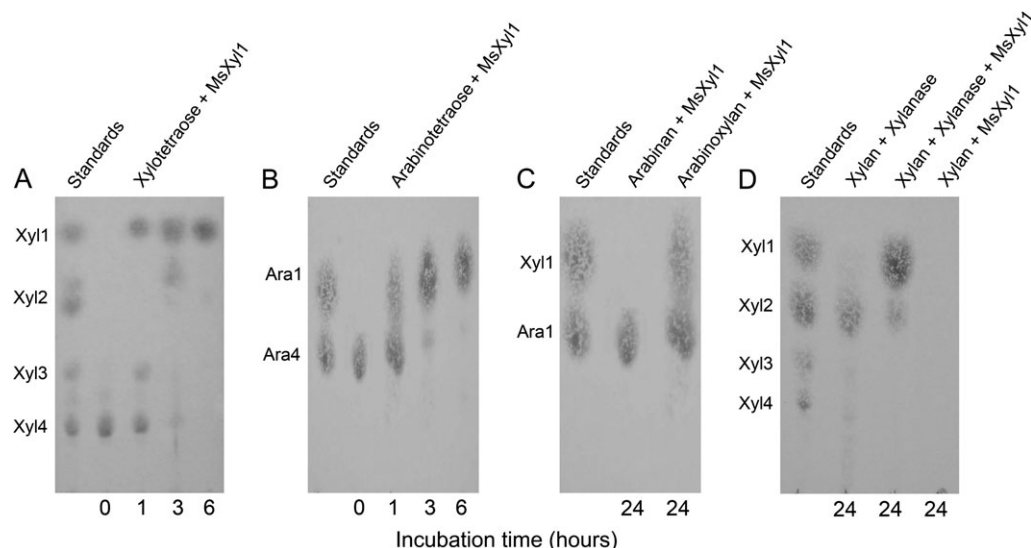 A
Standards
Xylotetraose + MsXyl1
Xyl1
Xyl2
Xyl3
Xyl4
0 1 3 6
B
Standards
Arabinotetraose + MsXyl1
Ara1
Ara4
0 1 3 6
C
Standards
Arabinan + MsXyl1
Arabinoxylan + MsXyl1
Xyl1
Ara1
24 24
D
Standards
Xylan + Xylanase
Xylan + Xylanase + MsXyl1
Xylan + MsXyl1
Xyl1
Xyl2
Xyl3
Xyl4
24 24 24
Incubation time (hours)